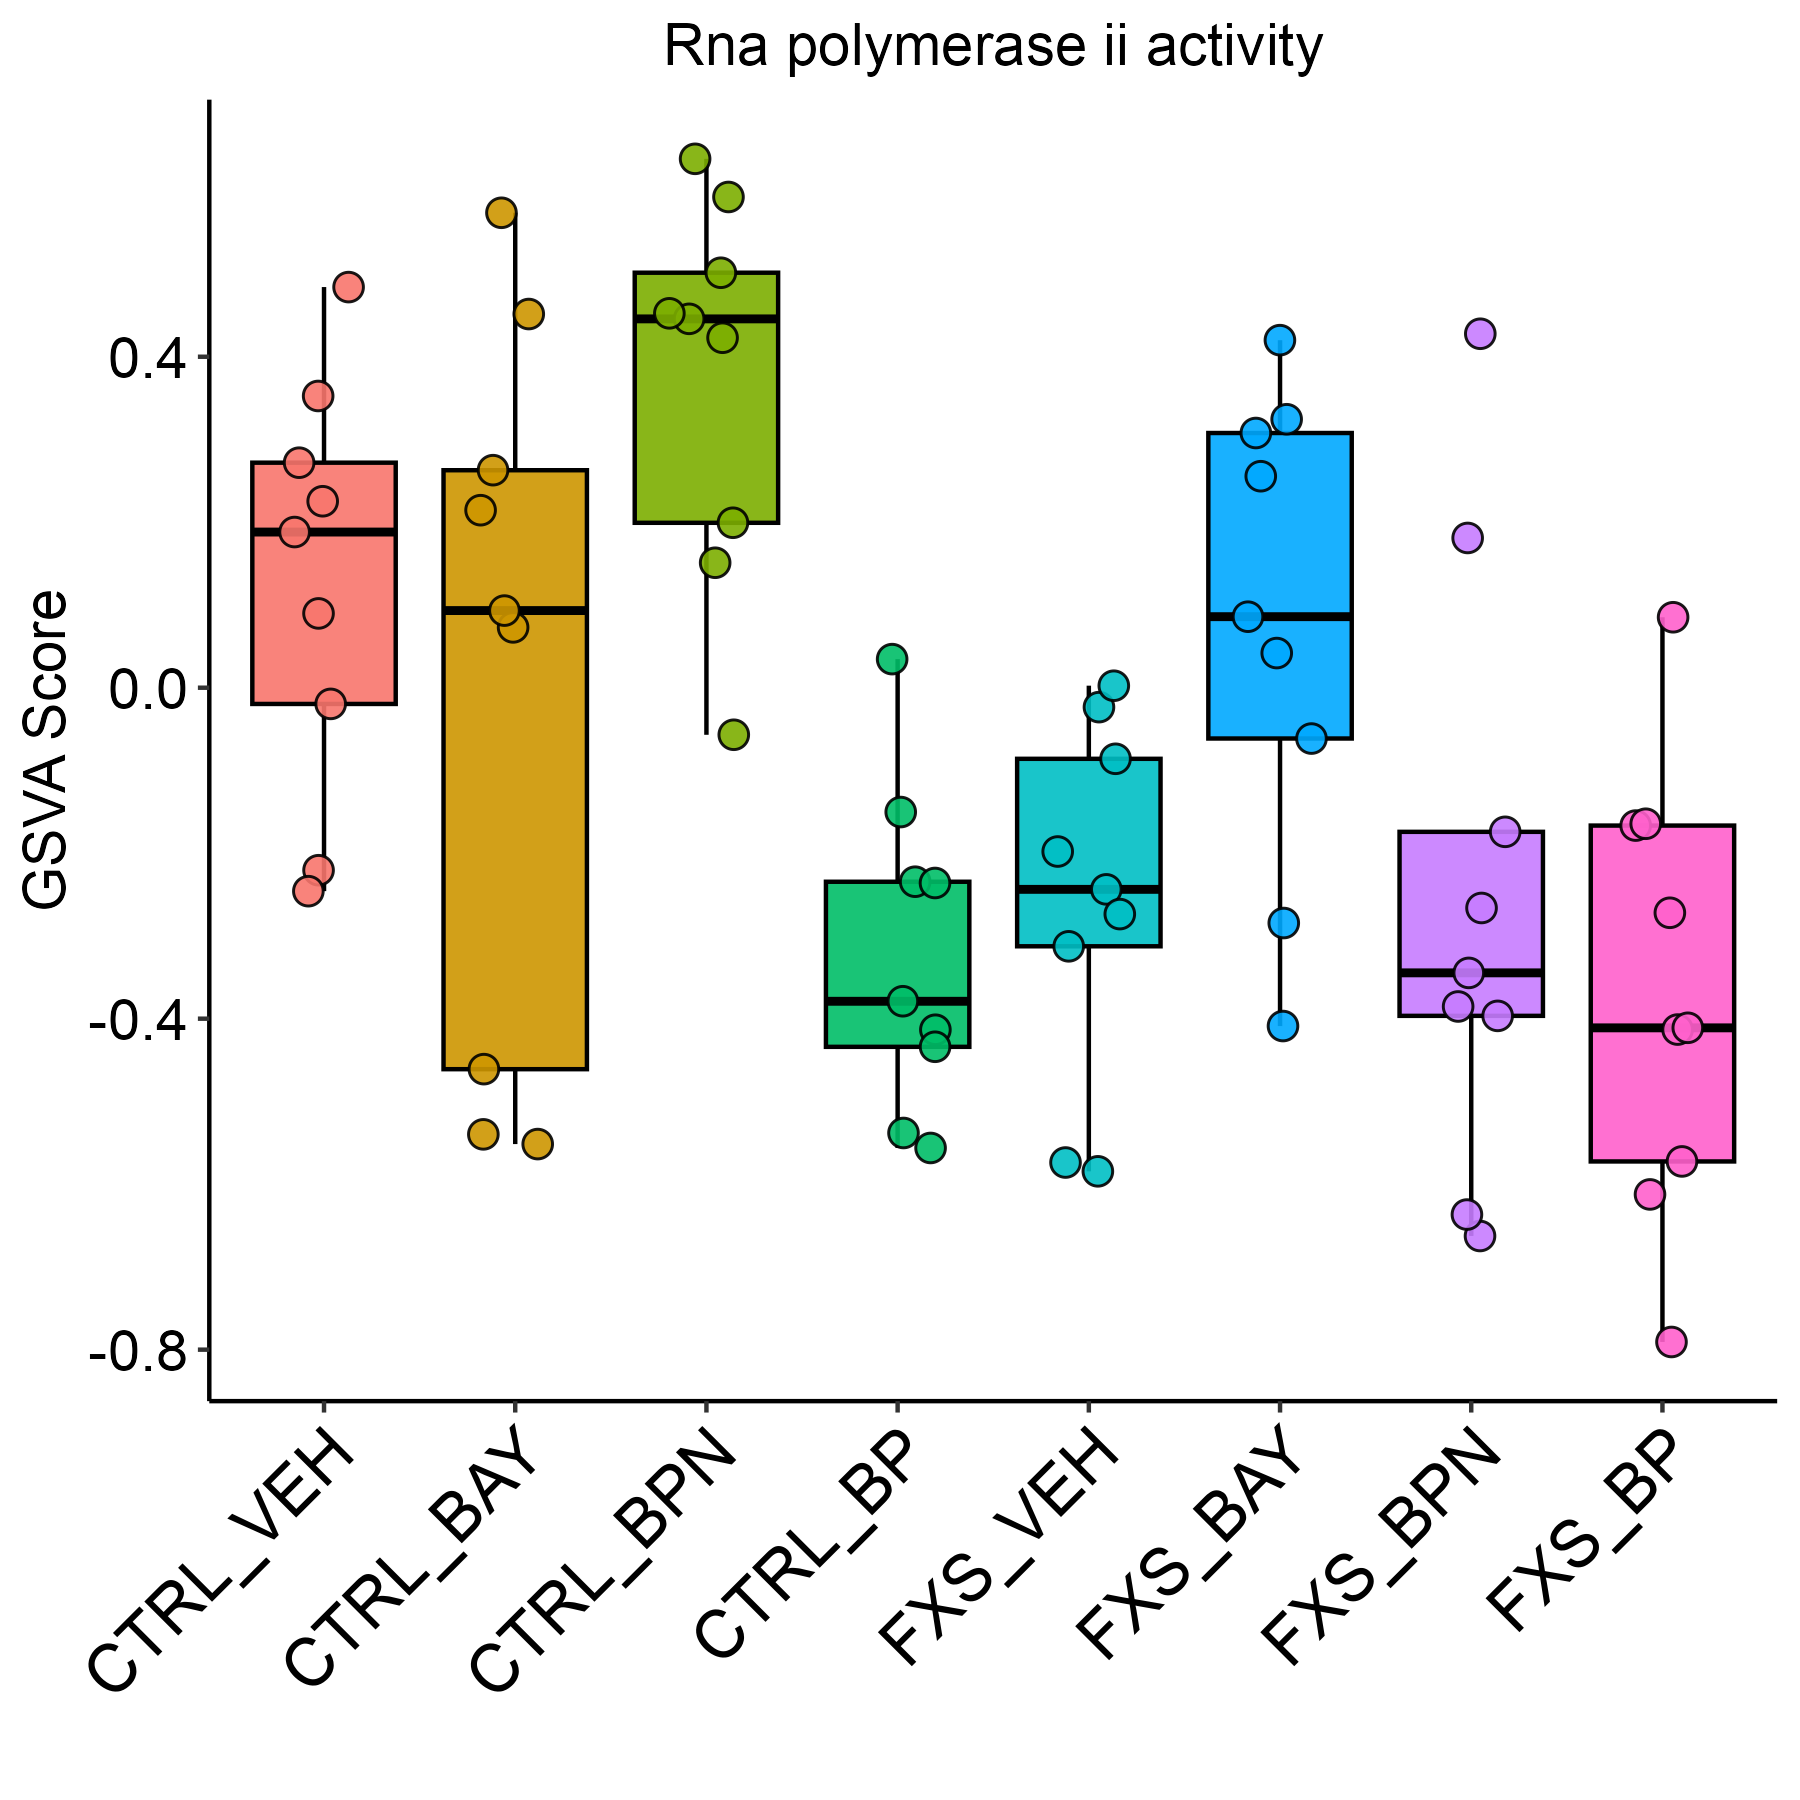 Rna polymerase ii activity
GSVA Score
0.4
0.0
-0.4
-0.8
CTRL_VEH
CTRL_BAY
CTRL_BPN
CTRL_BP
FXS_VEH
FXS_BAY
FXS_BPN
FXS_BP